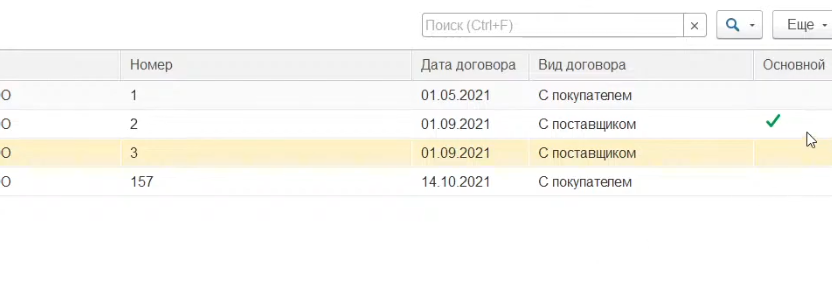 Поиск (Ctrl+F) × Еще
Номер Дата договора Вид договора Основной
О 1 01.05.2021 С покупателем
О 2 01.09.2021 С поставщиком
О 3 01.09.2021 С поставщиком
О 157 14.10.2021 С покупателем